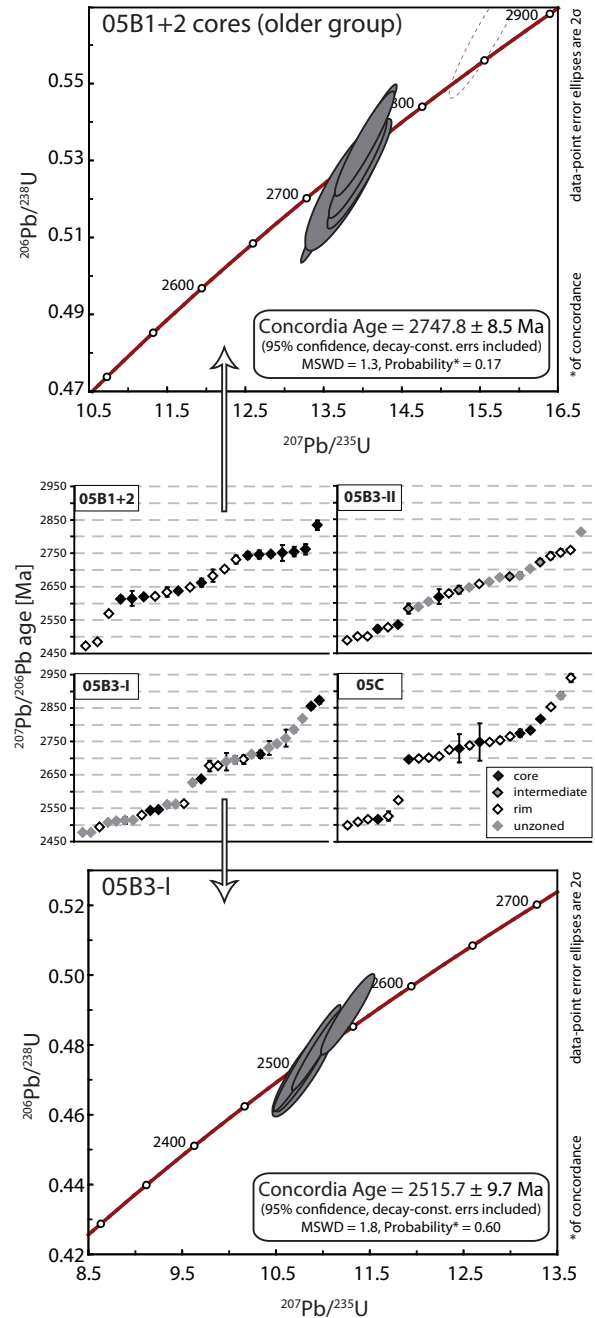 05B1+2 cores (older group)
data-point error ellipses are 2σ
*of concordance
206Pb/238U
0.55
0.53
0.51
0.49
0.47
2900
800
2700
2600
Concordia Age = 2747.8 ± 8.5 Ma
(95% confidence, decay-const. errs included)
MSWD = 1.3, Probability* = 0.17
10.5 11.5 12.5 13.5 14.5 15.5 16.5
207Pb/235U
207Pb/206Pb age [Ma]
05B1+2
2950
2850
2750
2650
2550
2450
05B3-II
05B3-I
2950
2850
2750
2650
2550
2450
05C
core
intermediate
rim
unzoned
05B3-I
data-point error ellipses are 2σ
*of concordance
206Pb/238U
0.52
0.50
0.48
0.46
0.44
0.42
2700
2600
2500
2400
Concordia Age = 2515.7 ± 9.7 Ma
(95% confidence, decay-const. errs included)
MSWD = 1.8, Probability* = 0.60
8.5 9.5 10.5 11.5 12.5 13.5
207Pb/235U